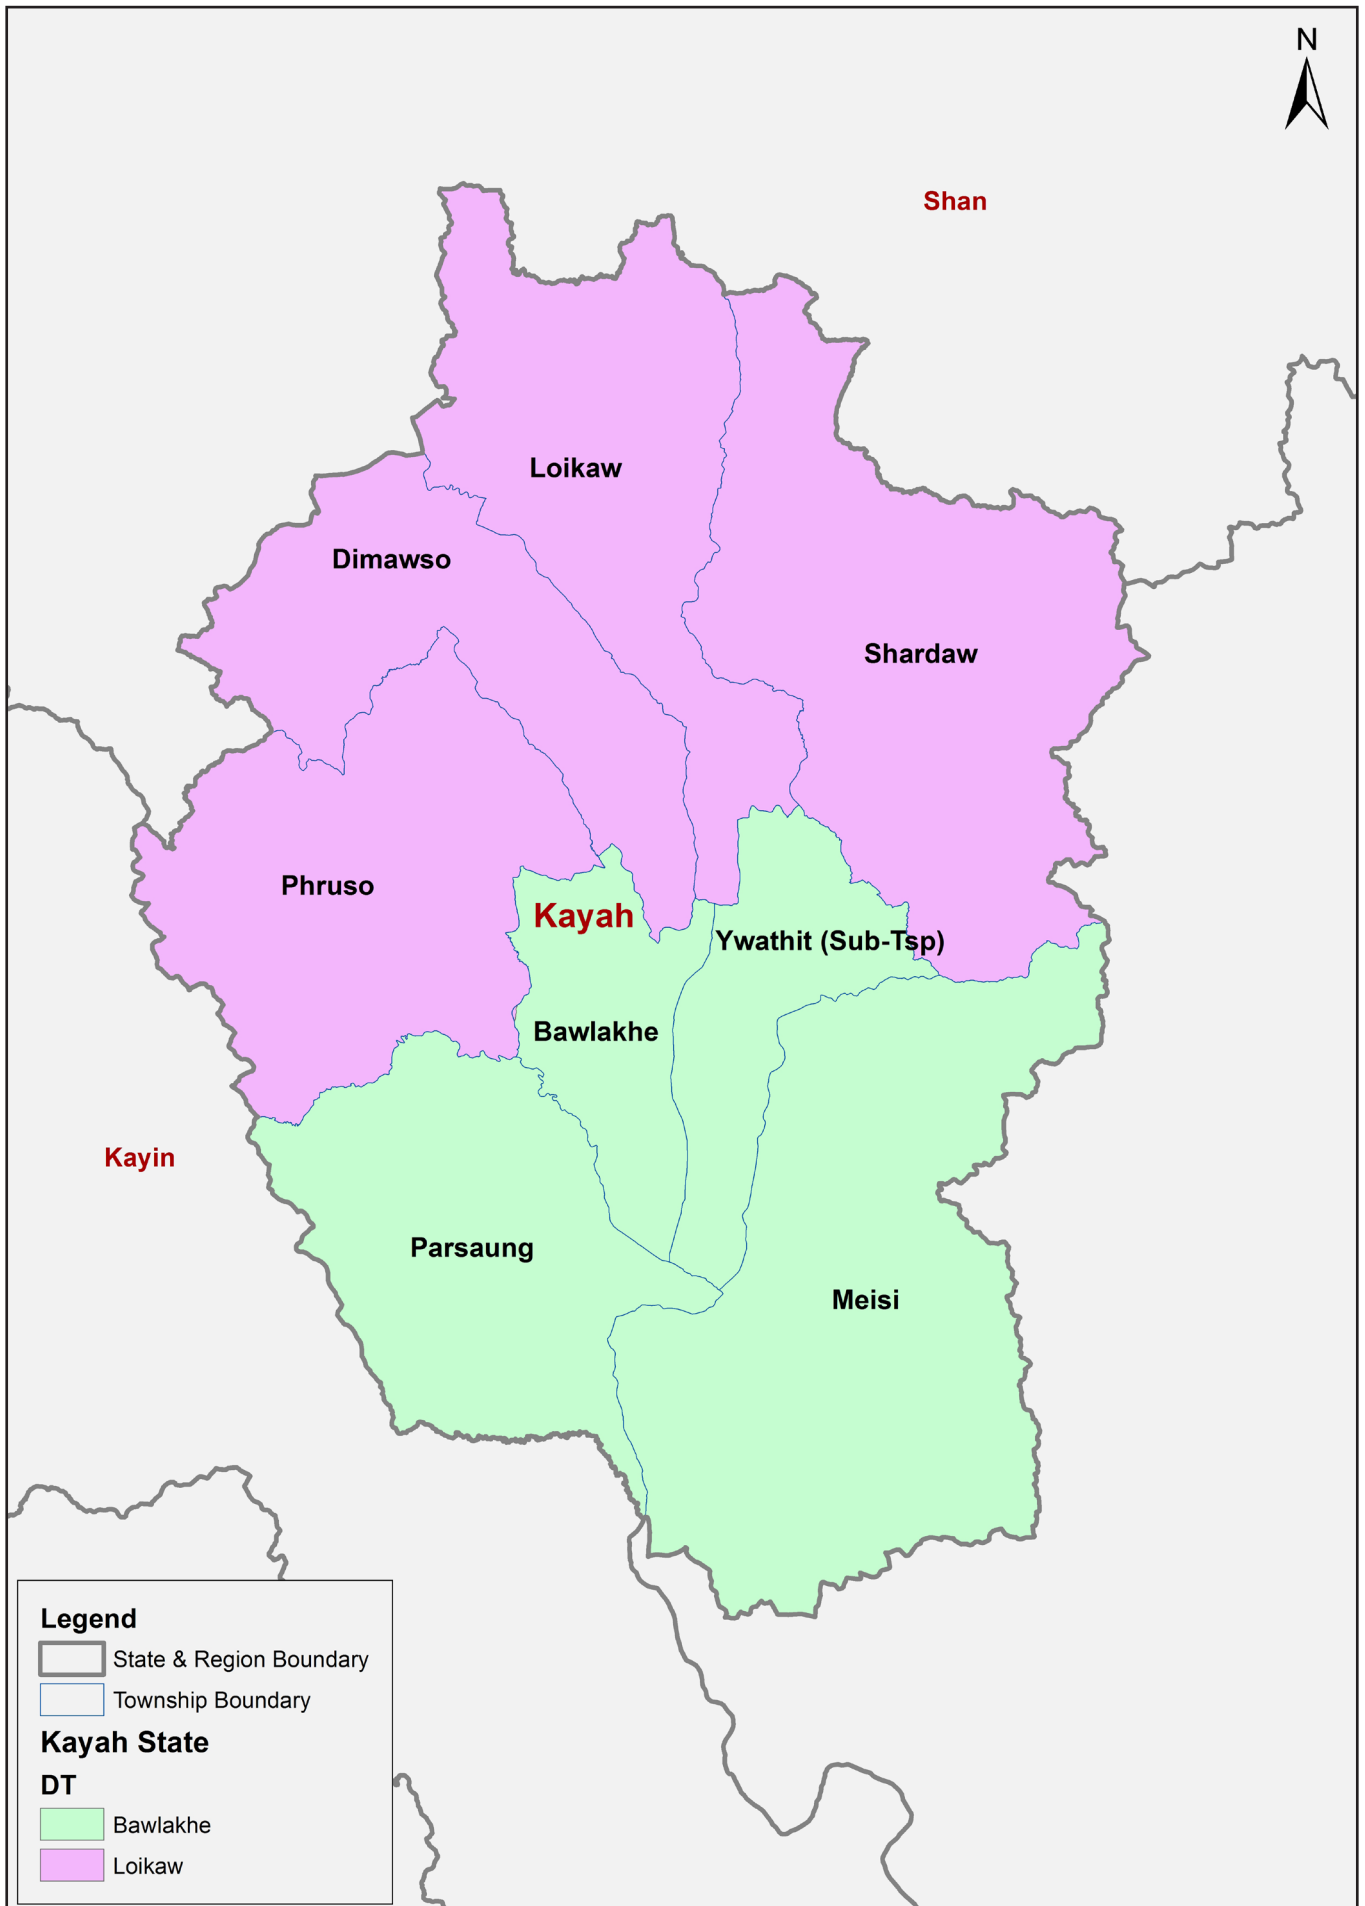 N
Shan
Loikaw
Dimawso
Shardaw
Phruso
Kayah
Ywathit (Sub-Tsp)
Bawlakhe
Kayin
Parsaung
Meisi
Legend
State & Region Boundary
Township Boundary
Kayah State
DT
Bawlakhe
Loikaw